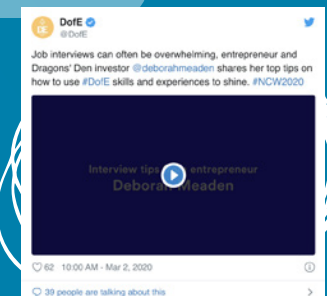 DofE
@DofE
Job interviews can often be overwhelming, entrepreneur and
Dragons' Den investor @deborahmeaden shares her top tips on
how to use #DofE skills and experiences to shine. #NCW2020
Interview tips entrepreneur
Deborah Meaden
62 10:00 AM - Mar 2, 2020
39 people are talking about this